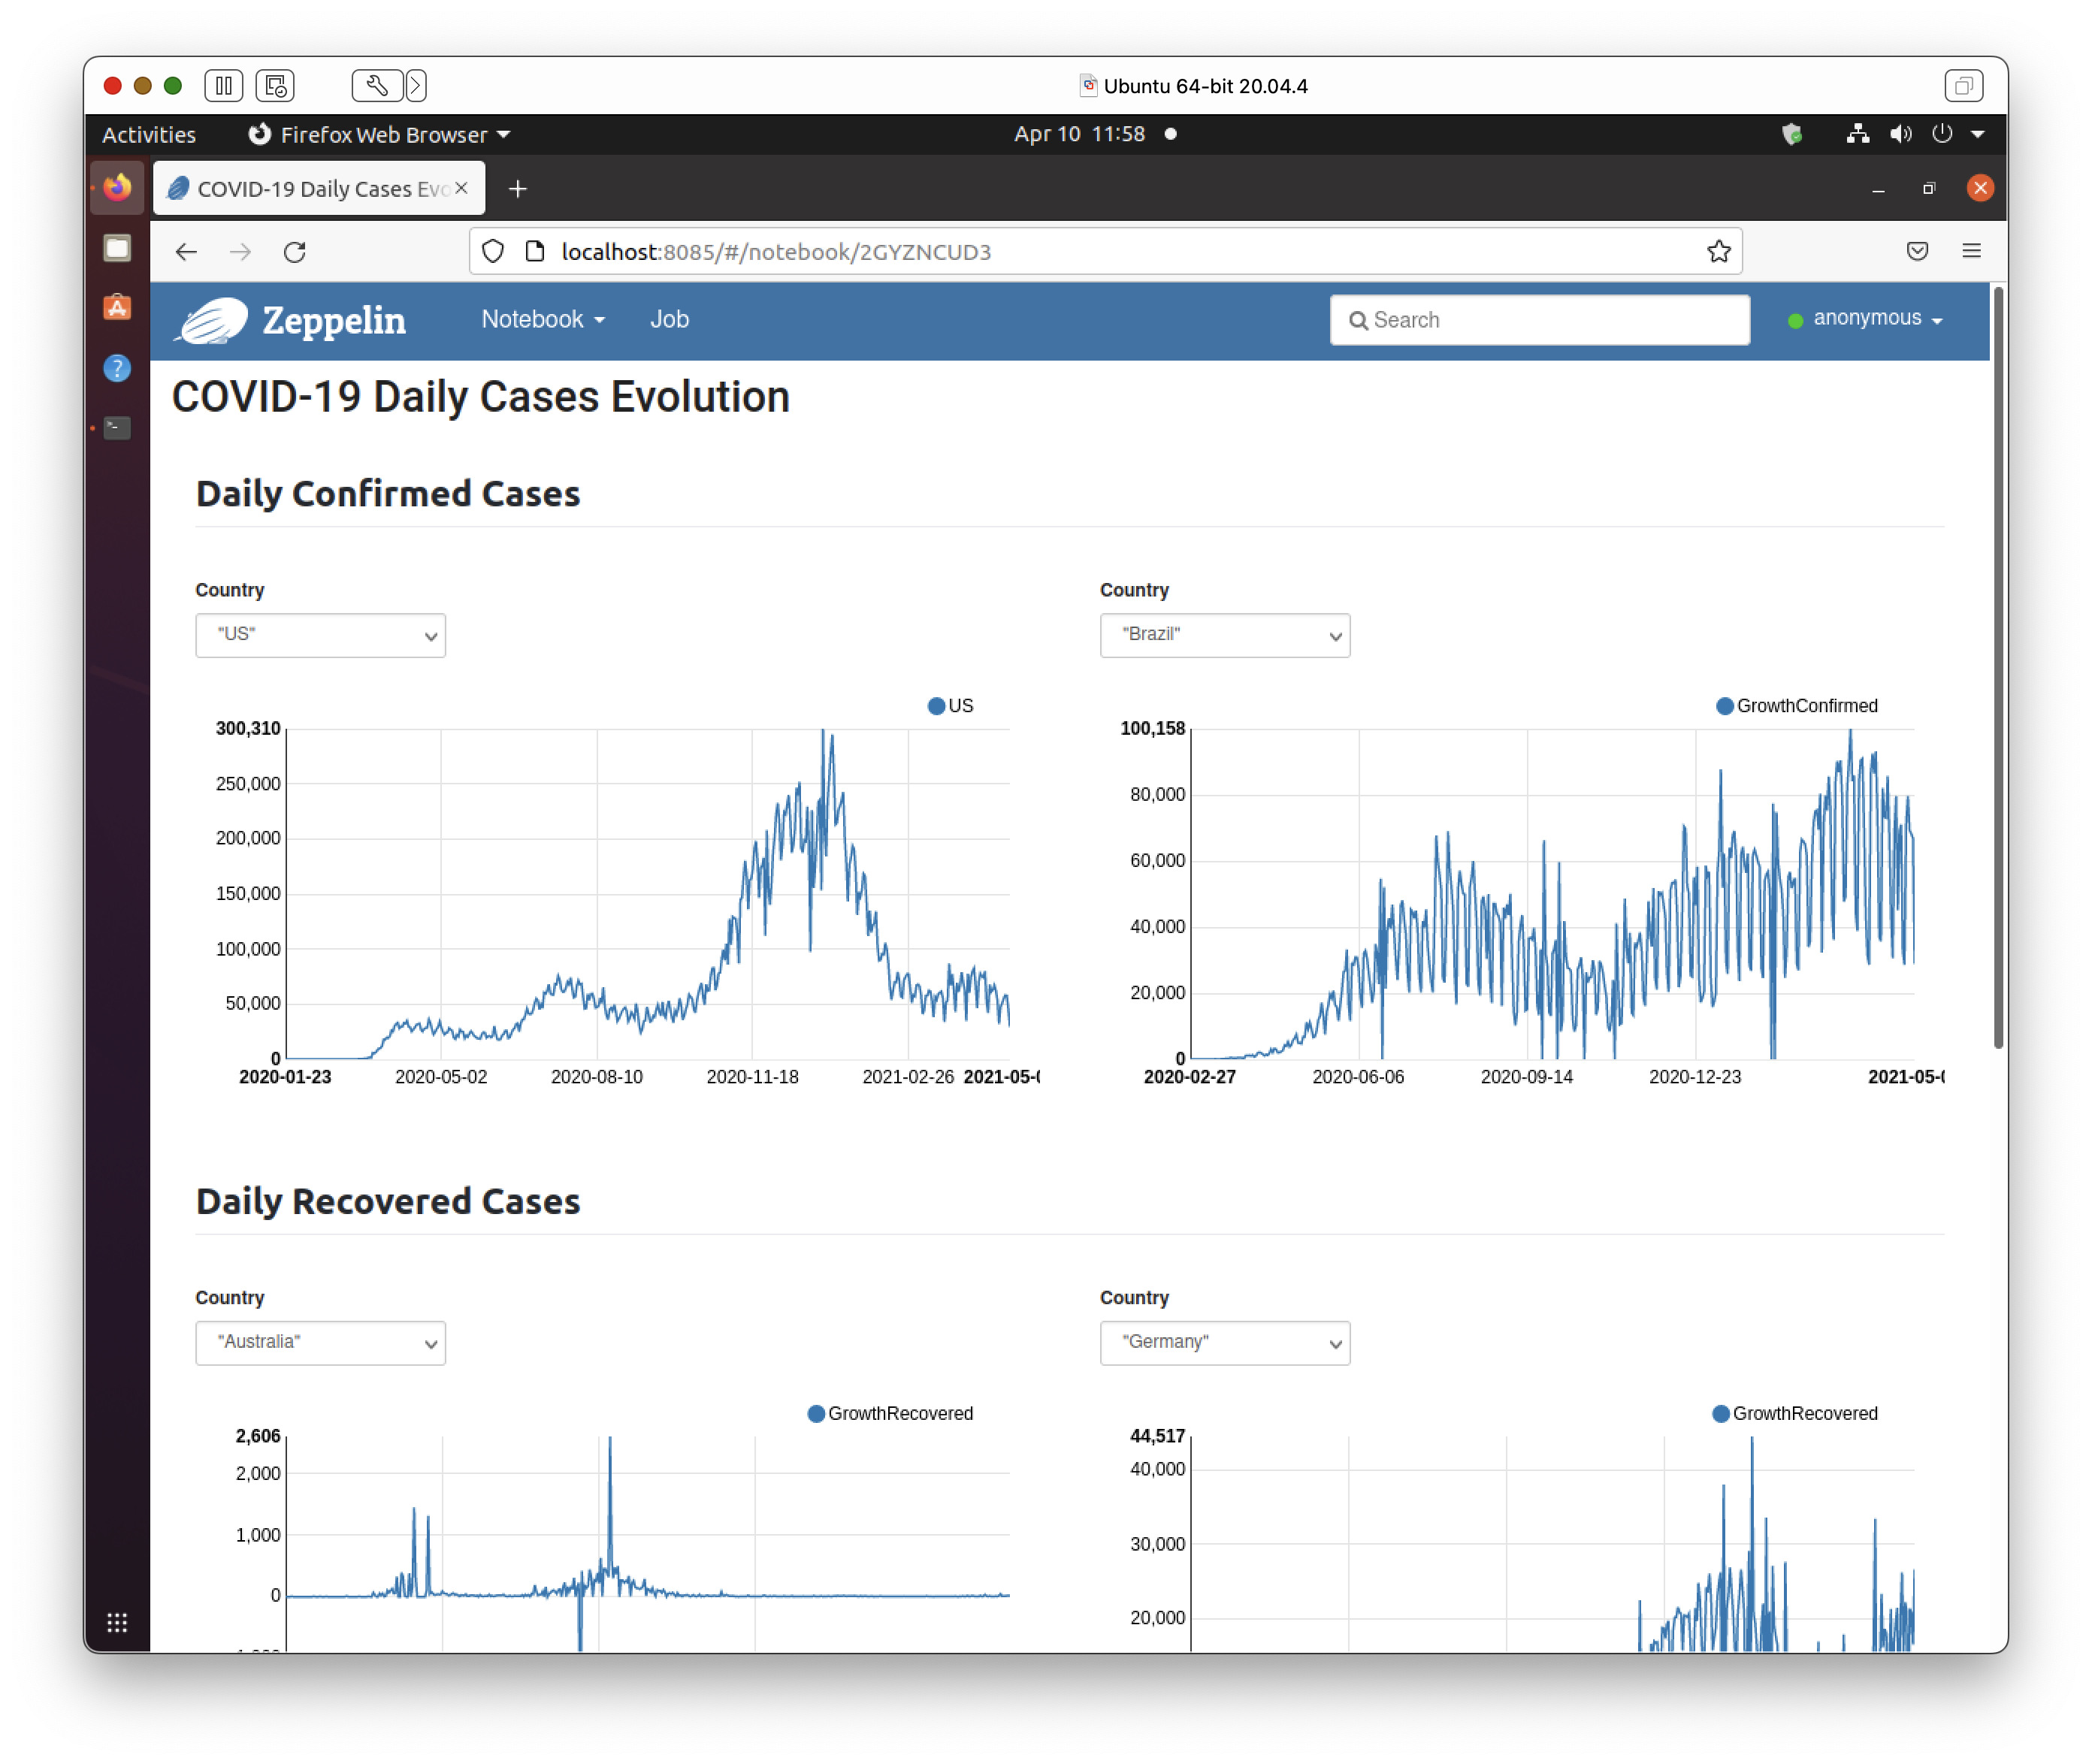 Ubuntu 64-bit 20.04.4
Activities
Firefox Web Browser
Apr 10 11:58
COVID-19 Daily Cases Evo
localhost:8085/#/notebook/2GYZNCUD3
Zeppelin
Notebook
Job
Search
anonymous
COVID-19 Daily Cases Evolution
Daily Confirmed Cases
Country
"US"
US
300,310
250,000
200,000
150,000
100,000
50,000
0
2020-01-23
2020-05-02
2020-08-10
2020-11-18
2021-02-26
2021-05-0
Country
"Brazil"
GrowthConfirmed
100,158
80,000
60,000
40,000
20,000
0
2020-02-27
2020-06-06
2020-09-14
2020-12-23
2021-05-0
Daily Recovered Cases
Country
"Australia"
GrowthRecovered
2,606
2,000
1,000
0
Country
"Germany"
GrowthRecovered
44,517
40,000
30,000
20,000